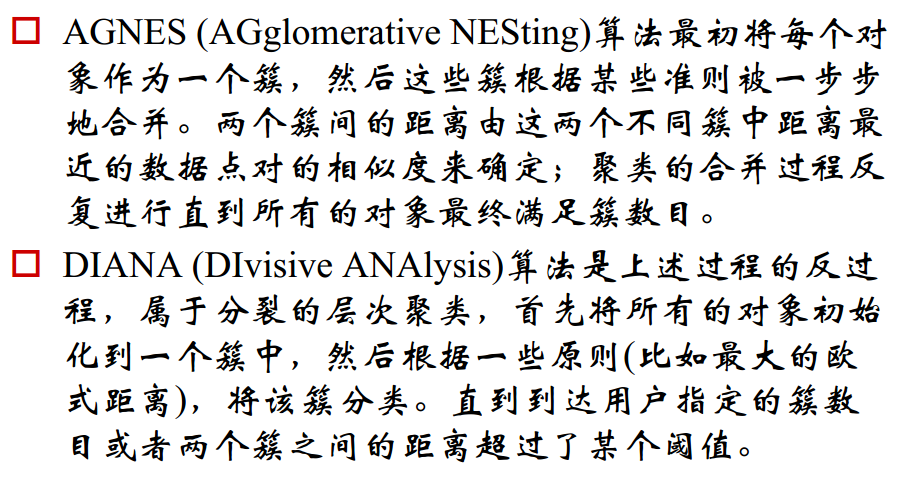 AGNES (AGglomerative NESting)算法最初将每个对
象作为一个簇，然后这些簇根据某些准则被一步步
地合并。两个簇间的距离由这两个不同簇中距离最
近的数据点对的相似度来确定；聚类的合并过程反
复进行直到所有的对象最终满足簇数目。
DIANA (DIvisive ANAlysis)算法是上述过程的反过
程，属于分裂的层次聚类，首先将所有的对象初始
化到一个簇中，然后根据一些原则(比如最大的欧
式距离)，将该簇分类。直到到达用户指定的簇数
目或者两个簇之间的距离超过了某个阈值。